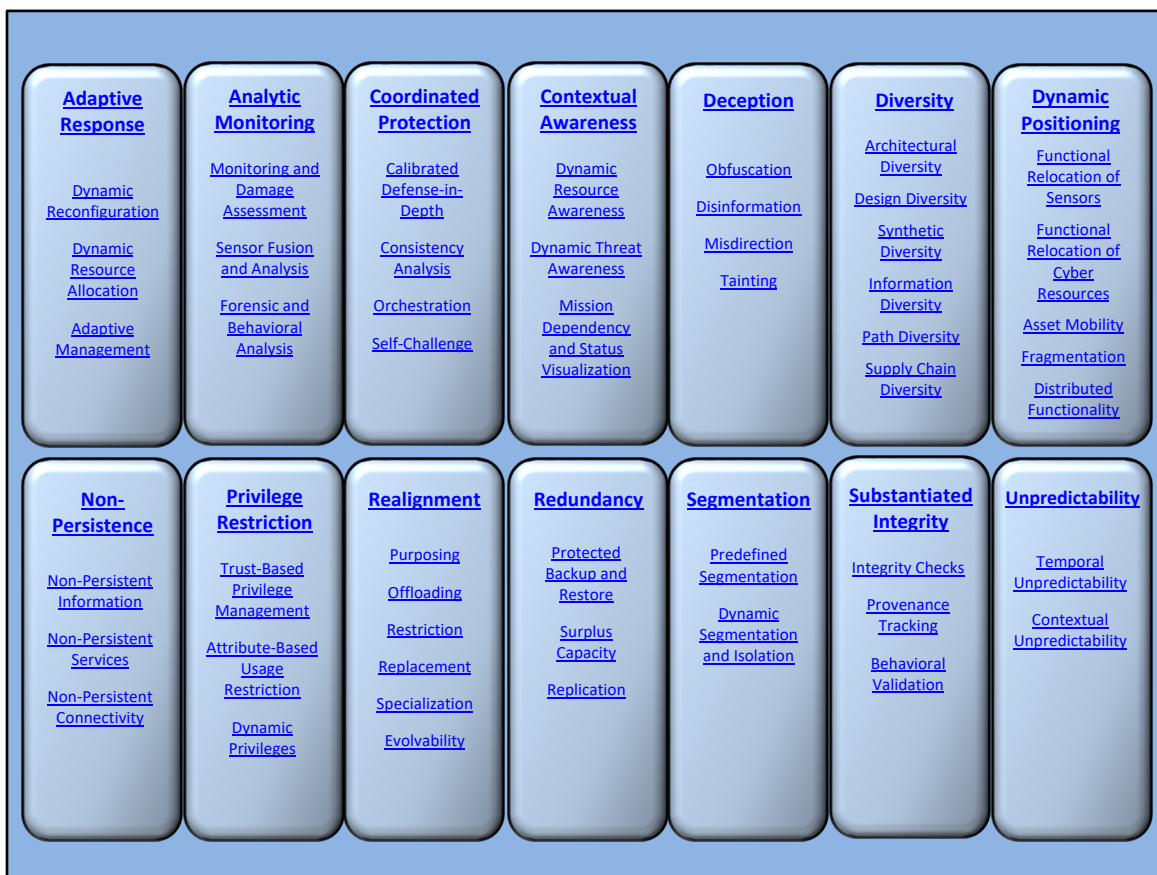 Adaptive
Response
Dynamic
Reconfiguration
Dynamic
Resource
Allocation
Adaptive
Management
Analytic
Monitoring
Monitoring and
Damage
Assessment
Sensor Fusion
and Analysis
Forensic and
Behavioral
Analysis
Coordinated
Protection
Calibrated
Defense-in-
Depth
Consistency
Analysis
Orchestration
Self-Challenge
Contextual
Awareness
Dynamic
Resource
Awareness
Dynamic Threat
Awareness
Mission
Dependency
and Status
Visualization
Deception
Obfuscation
Disinformation
Misdirection
Tainting
Diversity
Architectural
Diversity
Design Diversity
Synthetic
Diversity
Information
Diversity
Path Diversity
Supply Chain
Diversity
Dynamic
Positioning
Functional
Relocation of
Sensors
Functional
Relocation of
Cyber
Resources
Asset Mobility
Fragmentation
Distributed
Functionality
Non-
Persistence
Non-Persistent
Information
Non-Persistent
Services
Non-Persistent
Connectivity
Privilege
Restriction
Trust-Based
Privilege
Management
Attribute-Based
Usage
Restriction
Dynamic
Privileges
Realignment
Purposing
Offloading
Restriction
Replacement
Specialization
Evolvability
Redundancy
Protected
Backup and
Restore
Surplus
Capacity
Replication
Segmentation
Predefined
Segmentation
Dynamic
Segmentation
and Isolation
Substantiated
Integrity
Integrity Checks
Provenance
Tracking
Behavioral
Validation
Unpredictability
Temporal
Unpredictability
Contextual
Unpredictability